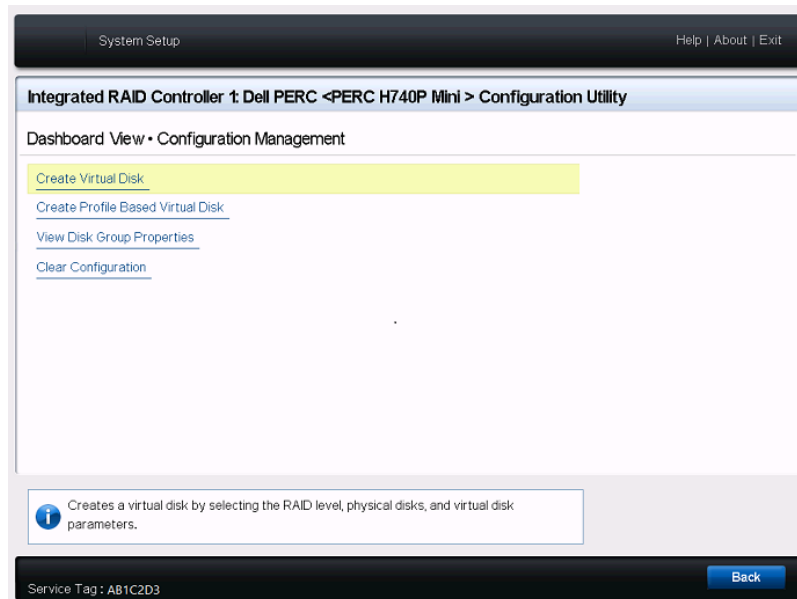 System Setup
Help | About | Exit
Integrated RAID Controller 1: Dell PERC <PERC H740P Mini > Configuration Utility
Dashboard View • Configuration Management
Create Virtual Disk
Create Profile Based Virtual Disk
View Disk Group Properties
Clear Configuration
Creates a virtual disk by selecting the RAID level, physical disks, and virtual disk
parameters.
Back
Service Tag : AB1C2D3